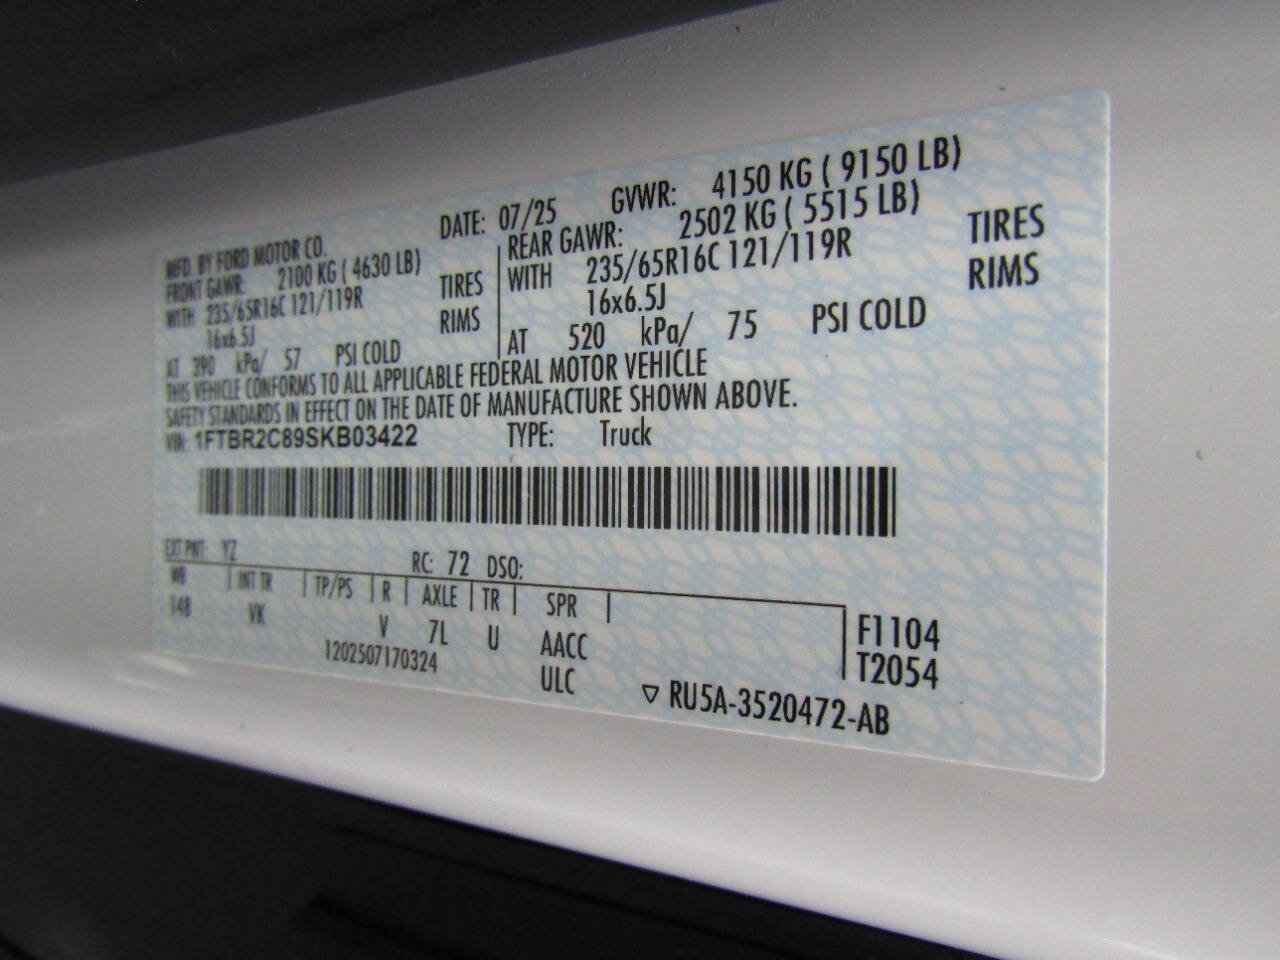 MFD. BY FORD MOTOR CO.
DATE: 07/25
GVWR: 4150 KG ( 9150 LB)
FRONT GAWR: 2100 KG ( 4630 LB)
WITH 235/65R16C 121/119R TIRES
16x6.5J RIMS
AT 390 kPa/ 57 PSI COLD
REAR GAWR: 2502 KG ( 5515 LB)
WITH 235/65R16C 121/119R TIRES
16x6.5J RIMS
AT 520 kPa/ 75 PSI COLD
THIS VEHICLE CONFORMS TO ALL APPLICABLE FEDERAL MOTOR VEHICLE
SAFETY STANDARDS IN EFFECT ON THE DATE OF MANUFACTURE SHOWN ABOVE.
VIN: 1FTBR2C89SKB03422 TYPE: Truck
EXT PNT: YZ RC: 72 DSO:
WB INT TR TP/PS R AXLE TR SPR
148 VK V 7L U AACC
1202507170324 ULC
F1104
T2054
▽ RU5A-3520472-AB